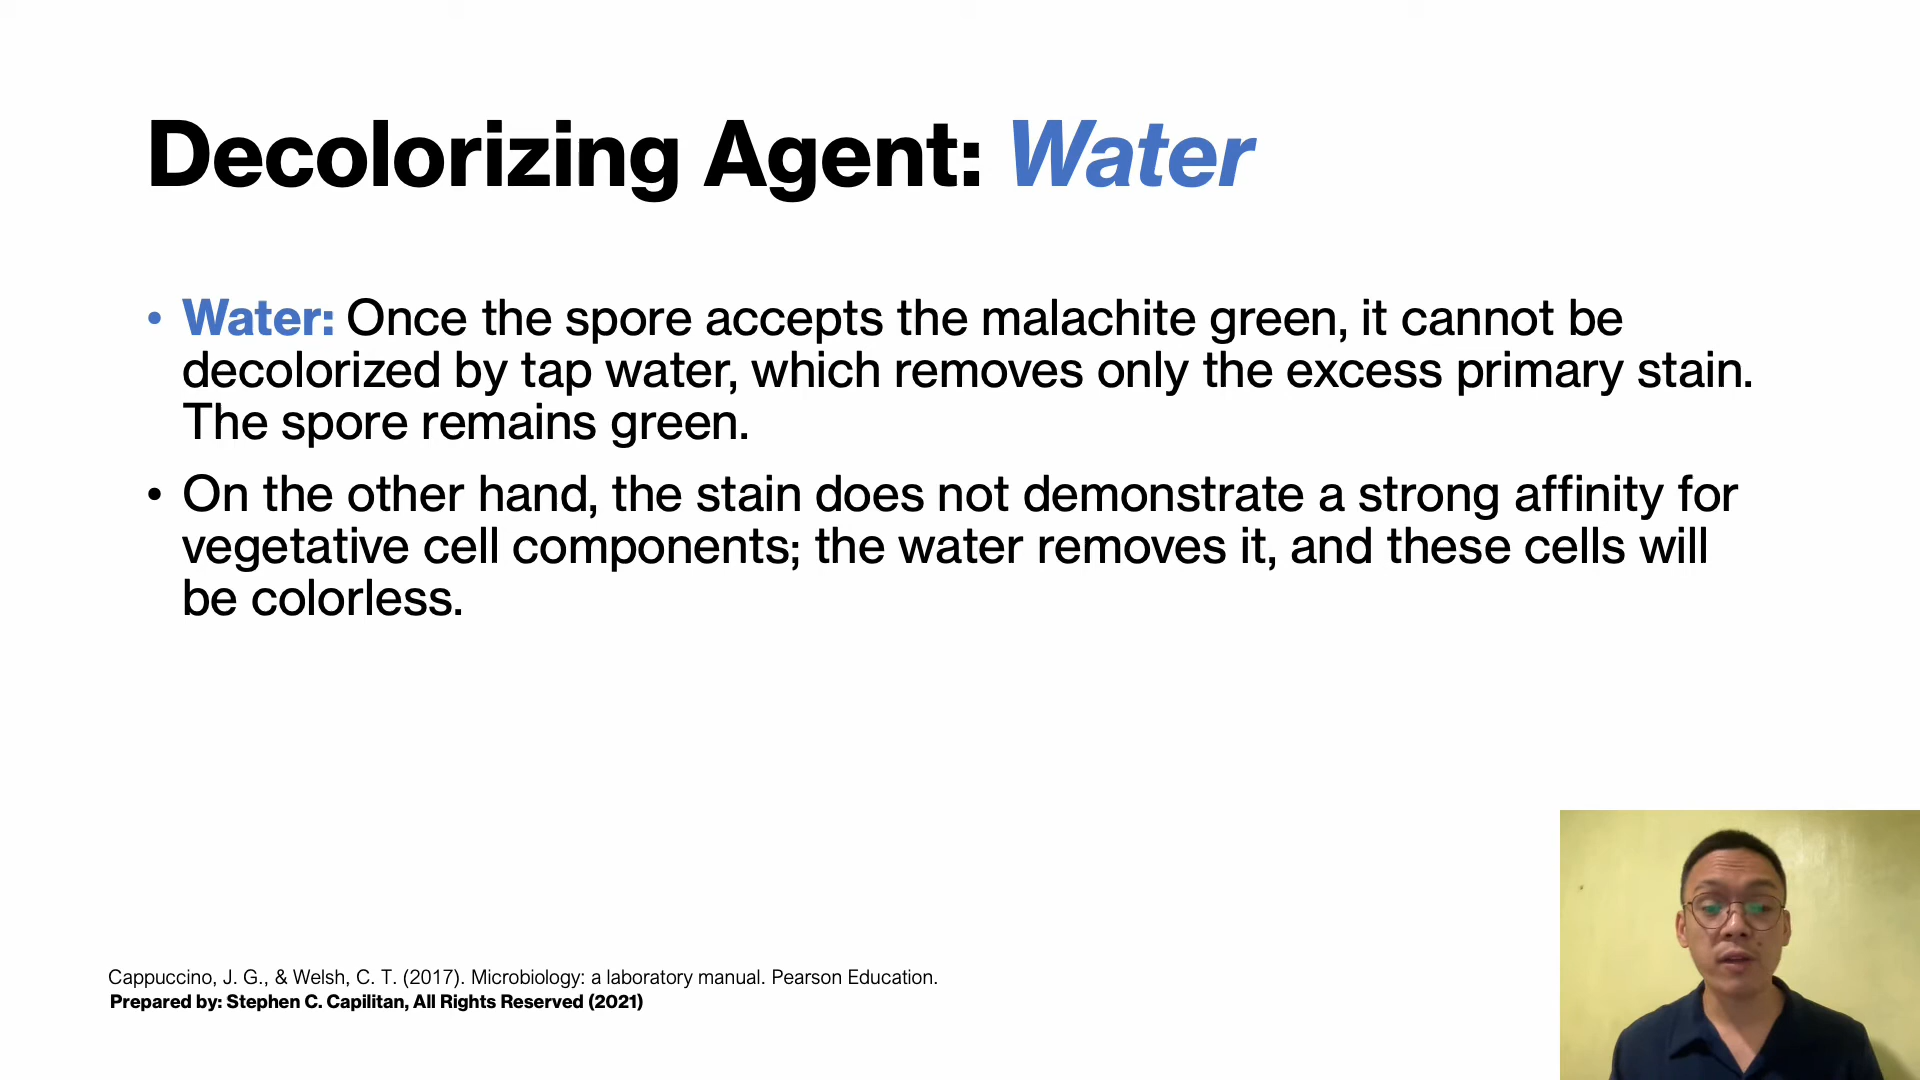 Decolorizing Agent: Water
• Water: Once the spore accepts the malachite green, it cannot be
decolorized by tap water, which removes only the excess primary stain.
The spore remains green.
• On the other hand, the stain does not demonstrate a strong affinity for
vegetative cell components; the water removes it, and these cells will
be colorless.
Cappuccino, J. G., & Welsh, C. T. (2017). Microbiology: a laboratory manual. Pearson Education.
Prepared by: Stephen C. Capilitan, All Rights Reserved (2021)